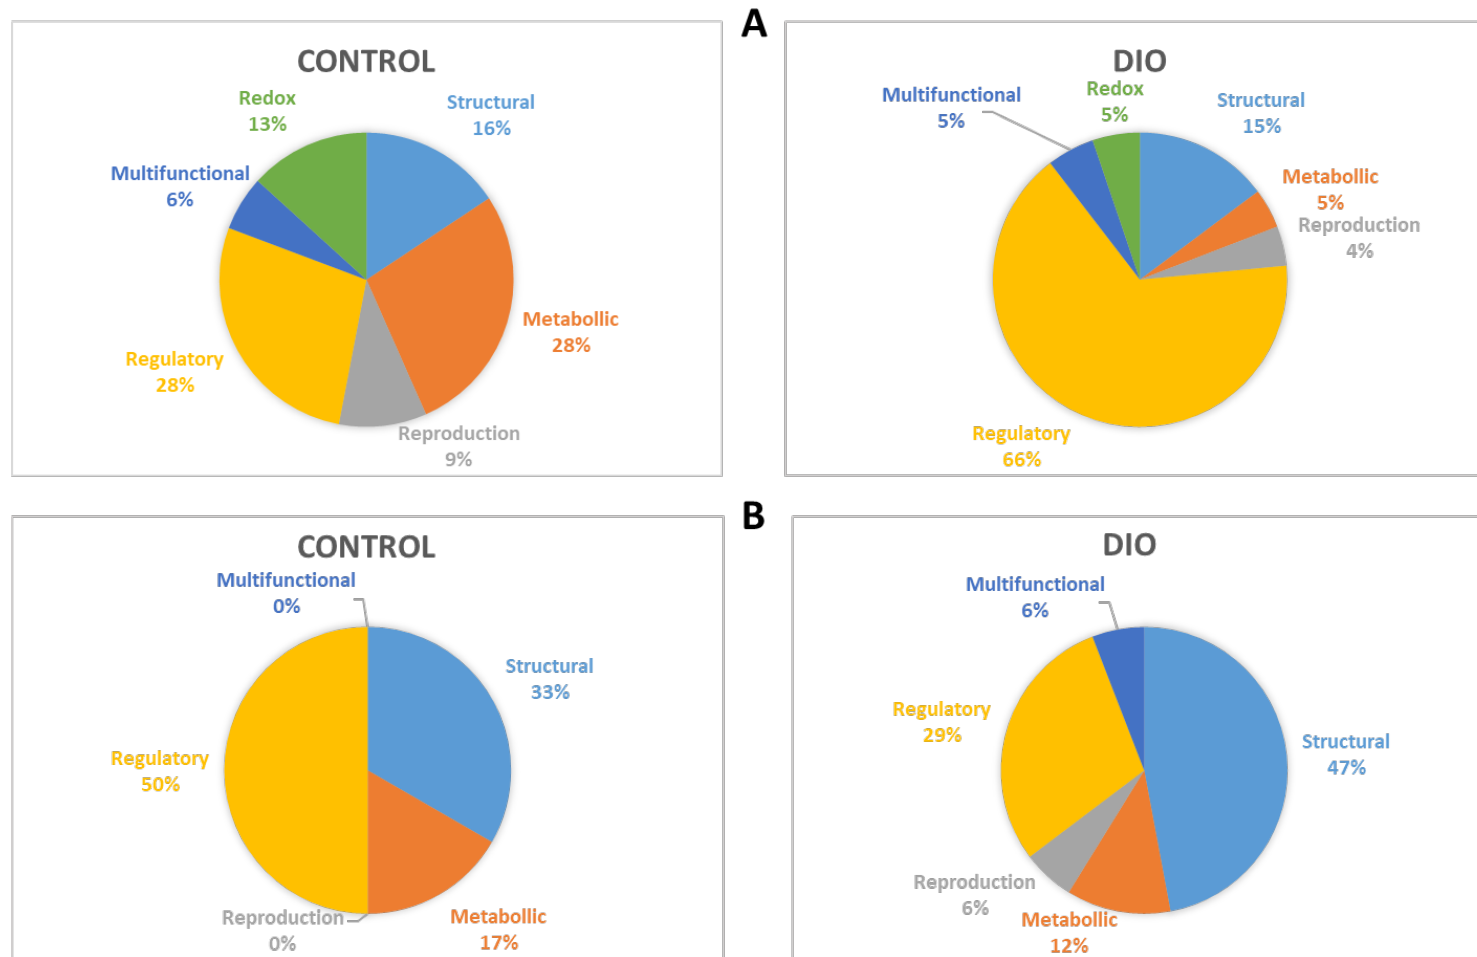 A
CONTROL
Redox
13%
Structural
16%
Multifunctional
6%
Metabollic
28%
Regulatory
28%
Reproduction
9%
DIO
Multifunctional
5%
Redox
5%
Structural
15%
Metabollic
5%
Reproduction
4%
Regulatory
66%
B
CONTROL
Multifunctional
0%
Structural
33%
Regulatory
50%
Reproduction
0%
Metabollic
17%
DIO
Multifunctional
6%
Regulatory
29%
Structural
47%
Reproduction
6%
Metabollic
12%